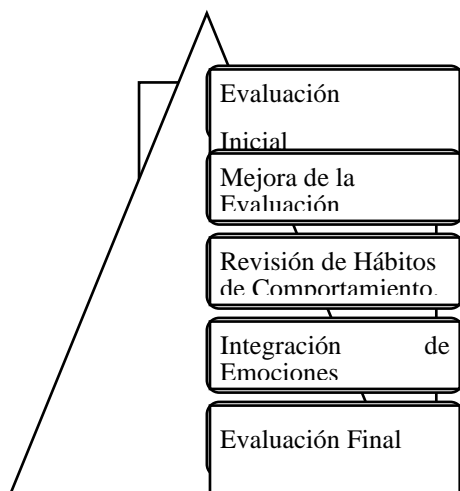 Evaluación
Inicial
Mejora de la
Evaluación
Revisión de Hábitos
de Comportamiento.
Integración de
Emociones
Evaluación Final